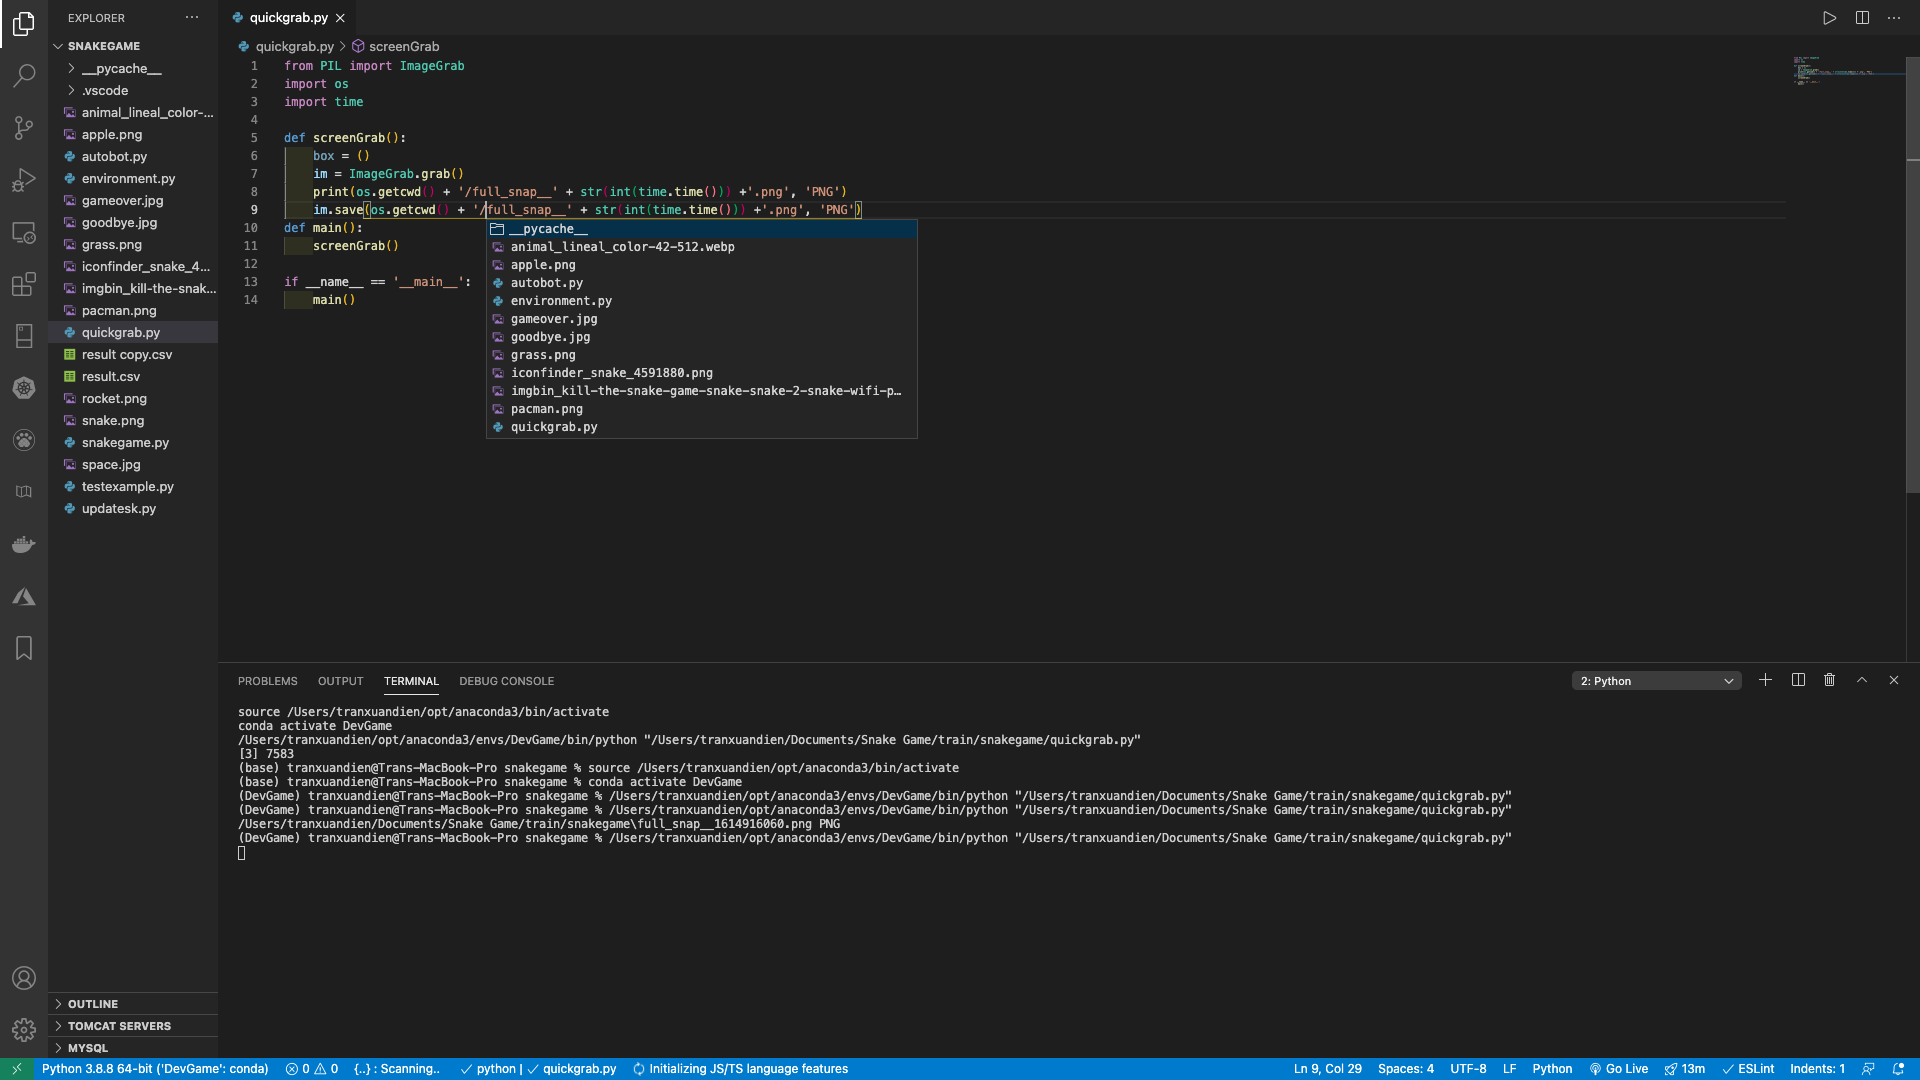 EXPLORER
SNAKEGAME
__pycache__
.vscode
animal_lineal_color-...
apple.png
autobot.py
environment.py
gameover.jpg
goodbye.jpg
grass.png
iconfinder_snake_4...
imgbin_kill-the-snak...
pacman.png
quickgrab.py
result copy.csv
result.csv
rocket.png
snake.png
snakegame.py
space.jpg
testexample.py
updatesk.py
OUTLINE
TOMCAT SERVERS
MYSQL
quickgrab.py
quickgrab.py > screenGrab
1 from PIL import ImageGrab
2 import os
3 import time
4
5 def screenGrab():
6 box = ()
7 im = ImageGrab.grab()
8 print(os.getcwd() + '/full_snap__' + str(int(time.time())) +'.png', 'PNG')
9 im.save(os.getcwd() + '/full_snap__' + str(int(time.time())) +'.png', 'PNG')
10 def main():
11 screenGrab()
12
13 if __name__ == '__main__':
14 main()
__pycache__
animal_lineal_color-42-512.webp
apple.png
autobot.py
environment.py
gameover.jpg
goodbye.jpg
grass.png
iconfinder_snake_4591880.png
imgbin_kill-the-snake-game-snake-snake-2-snake-wifi-p...
pacman.png
quickgrab.py
PROBLEMS OUTPUT TERMINAL DEBUG CONSOLE
2: Python
source /Users/tranxuandien/opt/anaconda3/bin/activate
conda activate DevGame
/Users/tranxuandien/opt/anaconda3/envs/DevGame/bin/python "/Users/tranxuandien/Documents/Snake Game/train/snakegame/quickgrab.py"
[3] 7583
(base) tranxuandien@Trans-MacBook-Pro snakegame % source /Users/tranxuandien/opt/anaconda3/bin/activate
(base) tranxuandien@Trans-MacBook-Pro snakegame % conda activate DevGame
(DevGame) tranxuandien@Trans-MacBook-Pro snakegame % /Users/tranxuandien/opt/anaconda3/envs/DevGame/bin/python "/Users/tranxuandien/Documents/Snake Game/train/snakegame/quickgrab.py"
(DevGame) tranxuandien@Trans-MacBook-Pro snakegame % /Users/tranxuandien/opt/anaconda3/envs/DevGame/bin/python "/Users/tranxuandien/Documents/Snake Game/train/snakegame/quickgrab.py"
/Users/tranxuandien/Documents/Snake Game/train/snakegame\full_snap__1614916060.png PNG
(DevGame) tranxuandien@Trans-MacBook-Pro snakegame % /Users/tranxuandien/opt/anaconda3/envs/DevGame/bin/python "/Users/tranxuandien/Documents/Snake Game/train/snakegame/quickgrab.py"
Python 3.8.8 64-bit ('DevGame': conda) 0 0 {..} : Scanning.. python | quickgrab.py Initializing JS/TS language features Ln 9, Col 29 Spaces: 4 UTF-8 LF Python Go Live 13m ESLint Indents: 1